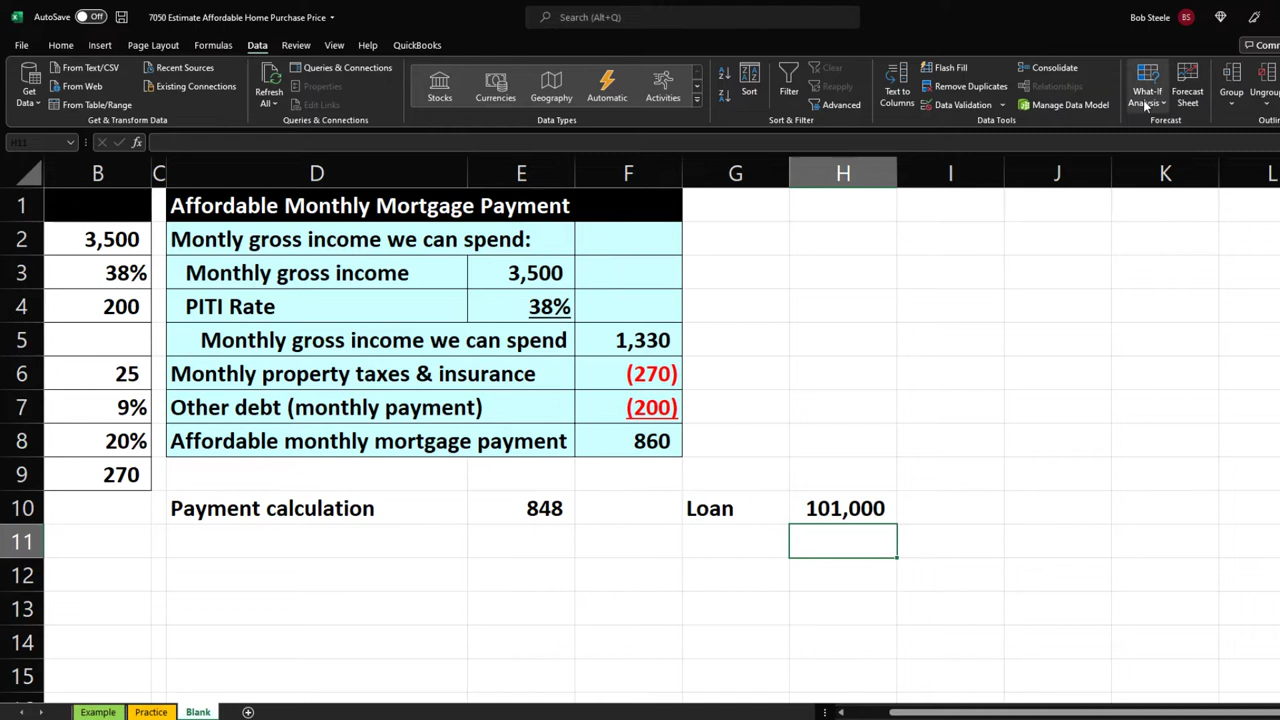 AutoSave Off 7050 Estimate Affordable Home Purchase Price Search (Alt+Q) Bob Steele BS
File Home Insert Page Layout Formulas Data Review View Help QuickBooks Comm
Get Data From Text/CSV From Web From Table/Range Recent Sources Existing Connections
Refresh All Queries & Connections Properties Edit Links
Stocks Currencies Geography Automatic Activities
Sort Filter Clear Reapply Advanced
Text to Columns Flash Fill Remove Duplicates Data Validation Consolidate Relationships Manage Data Model
What-If Analysis Forecast Sheet Group Ungroup
Get & Transform Data Queries & Connections Data Types Sort & Filter Data Tools Forecast Outli
H11 fx
B C D E F G H I J K L
1 Affordable Monthly Mortgage Payment
2 3,500 Montly gross income we can spend:
3 38% Monthly gross income 3,500
4 200 PITI Rate 38%
5 Monthly gross income we can spend 1,330
6 25 Monthly property taxes & insurance (270)
7 9% Other debt (monthly payment) (200)
8 20% Affordable monthly mortgage payment 860
9 270
10 Payment calculation 848 Loan 101,000
11
12
13
14
15
Example Practice Blank